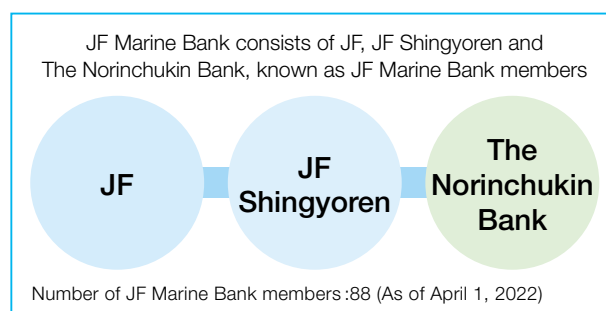 JF Marine Bank consists of JF, JF Shingyoren and
The Norinchukin Bank, known as JF Marine Bank members
JF
JF
Shingyoren
The
Norinchukin
Bank
Number of JF Marine Bank members :88 (As of April 1, 2022)